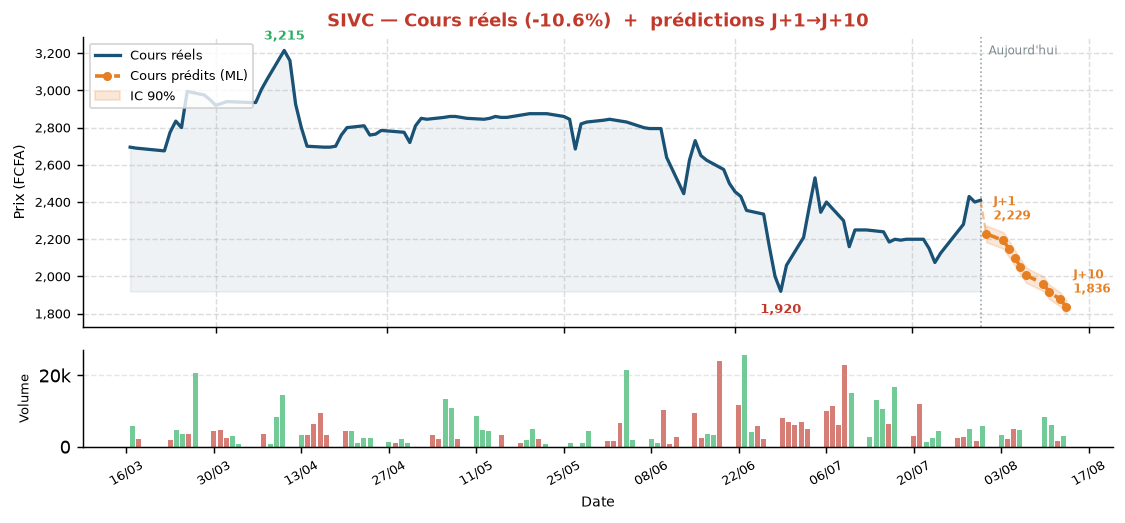 SIVC — Cours réels (-10.6%)  +  prédictions J+1→J+10
3,215
Aujourd'hui
Cours réels
Cours prédits (ML)
IC 90%
3,200
3,000
2,800
2,600
2,400
2,200
2,000
1,800
Prix (FCFA)
J+1
2,229
J+10
1,836
1,920
20k
0
Volume
16/03
30/03
13/04
27/04
11/05
25/05
08/06
22/06
06/07
20/07
03/08
17/08
Date